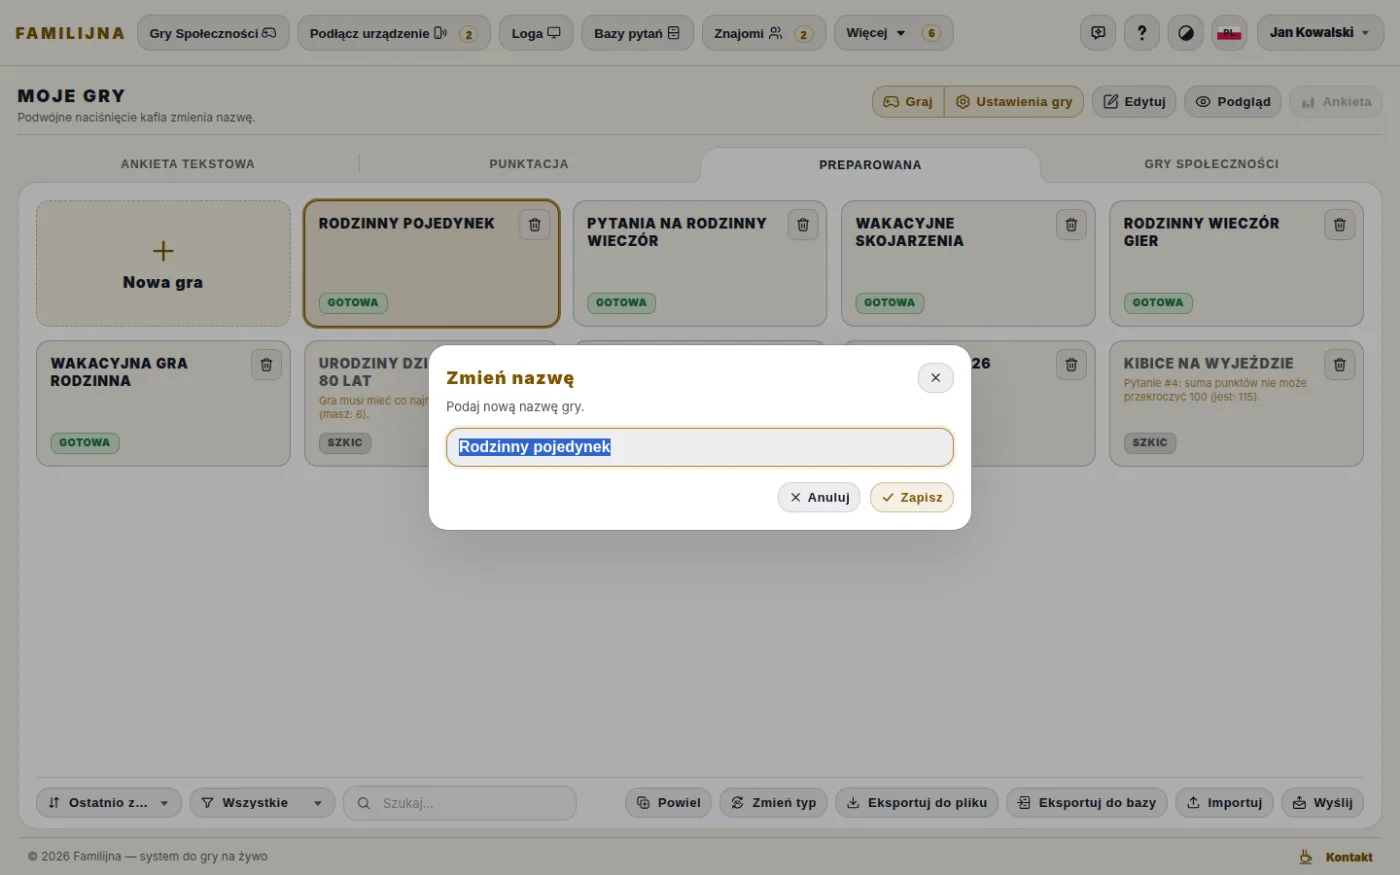 FAMILIJNA
Gry Społeczności
Podłącz urządzenie 2
Loga
Bazy pytań
Znajomi 2
Więcej 6
?
PL
Jan Kowalski
MOJE GRY
Podwójne naciśnięcie kafla zmienia nazwę.
Graj
Ustawienia gry
Edytuj
Podgląd
Ankieta
ANKIETA TEKSTOWA
PUNKTACJA
PREPAROWANA
GRY SPOŁECZNOŚCI
Nowa gra
RODZINNY POJEDYNEK
GOTOWA
PYTANIA NA RODZINNY
WIECZÓR
GOTOWA
WAKACYJNE
SKOJARZENIA
GOTOWA
RODZINNY WIECZÓR
GIER
GOTOWA
WAKACYJNA GRA
RODZINNA
GOTOWA
URODZINY
80 LAT
Gra musi mieć co
(masz: 6).
SZKIC
26
KIBICE NA WYJEŹDZIE
Pytanie #4: suma punktów nie może
przekroczyć 100 (jest: 115).
SZKIC
Zmień nazwę
Podaj nową nazwę gry.
Rodzinny pojedynek
Anuluj
Zapisz
Ostatnio z...
Wszystkie
Szukaj...
Powiel
Zmień typ
Eksportuj do pliku
Eksportuj do bazy
Importuj
Wyślij
© 2026 Familijna — system do gry na żywo
Kontakt